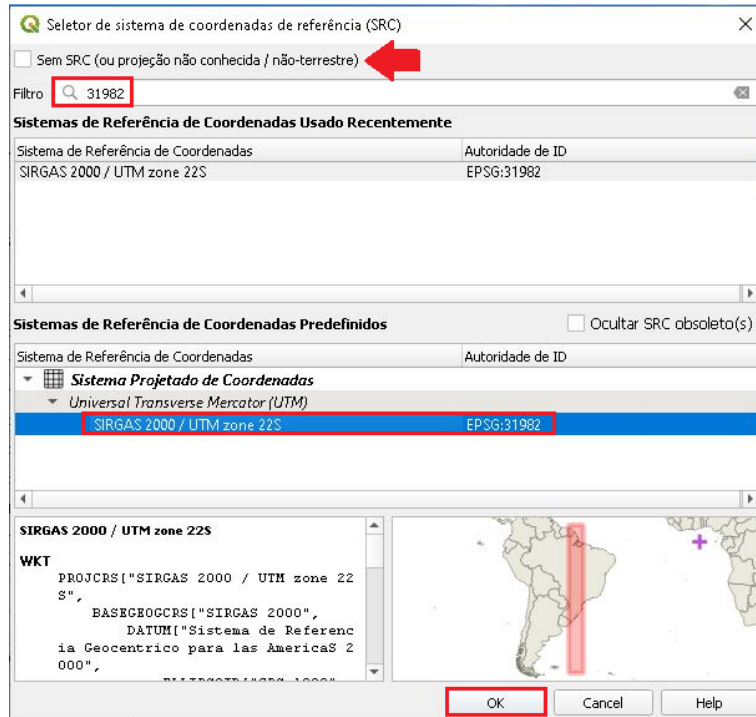 Seletor de sistema de coordenadas de referência (SRC)
Sem SRC (ou projeção não conhecida / não-terrestre)
Filtro 31982
Sistemas de Referência de Coordenadas Usado Recentemente
Sistema de Referência de Coordenadas Autoridade de ID
SIRGAS 2000 / UTM zone 22S EPSG:31982
Sistemas de Referência de Coordenadas Predefinidos Ocultar SRC obsoleto(s)
Sistema de Referência de Coordenadas Autoridade de ID
Sistema Projetado de Coordenadas
Universal Transverse Mercator (UTM)
SIRGAS 2000 / UTM zone 22S EPSG:31982
SIRGAS 2000 / UTM zone 22S
WKT
PROJCRS["SIRGAS 2000 / UTM zone 22
S",
BASEGEOGCRS["SIRGAS 2000",
DATUM["Sistema de Referenc
ia Geocentrico para las AmericaS 2
000",
OK Cancel Help